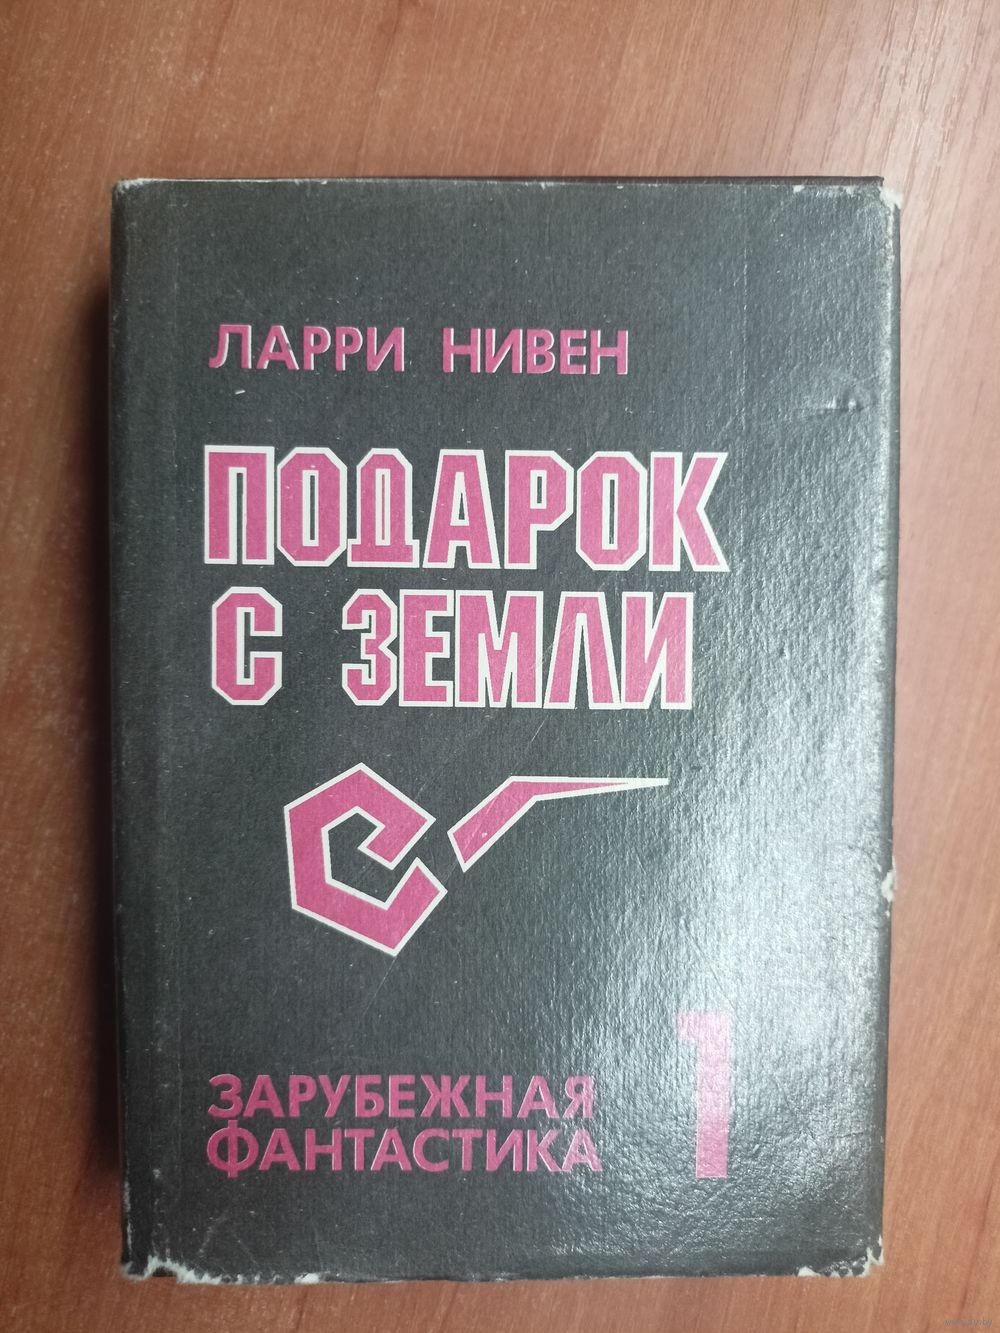 ЛАРРИ НИВЕН
ПОДАРОК
С ЗЕМЛИ
ЗАРУБЕЖНАЯ
ФАНТАСТИКА
1